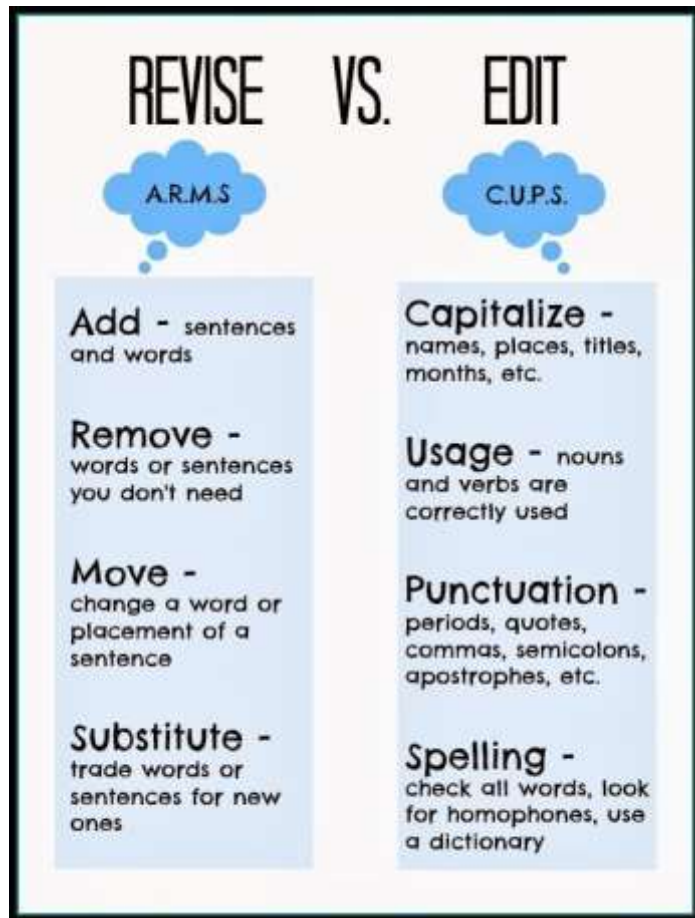 REVISE VS. EDIT
A.R.M.S
Add - sentences
and words
Remove -
words or sentences
you don't need
Move -
change a word or
placement of a
sentence
Substitute -
trade words or
sentences for new
ones
C.U.P.S.
Capitalize -
names, places, titles,
months, etc.
Usage - nouns
and verbs are
correctly used
Punctuation -
periods, quotes,
commas, semicolons,
apostrophes, etc.
Spelling -
check all words, look
for homophones, use
a dictionary